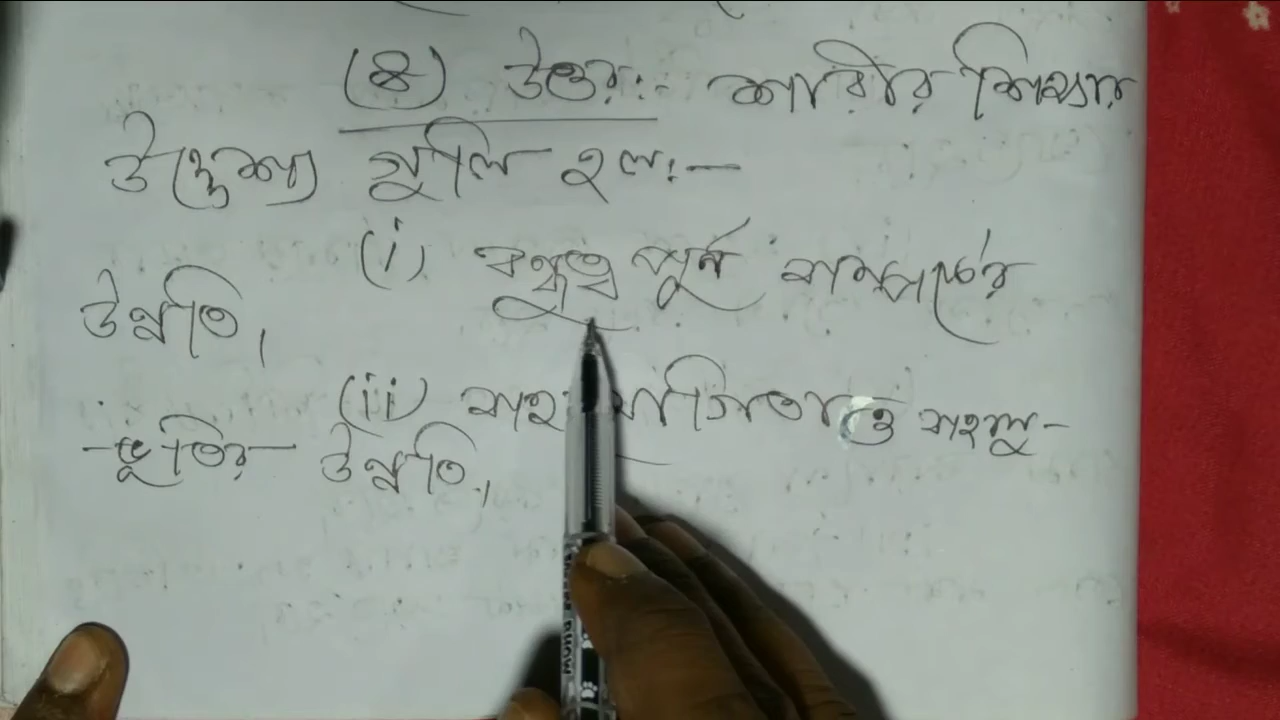 (৪) উত্তর:- শারীর শিক্ষার
উদ্দেশ্য গুলি হল:-
(i) বন্ধুত্ব পূর্ন সম্পর্কের
উন্নতি।
(ii) সহযোগিতা ও সহানু-
-ভূতির উন্নতি।